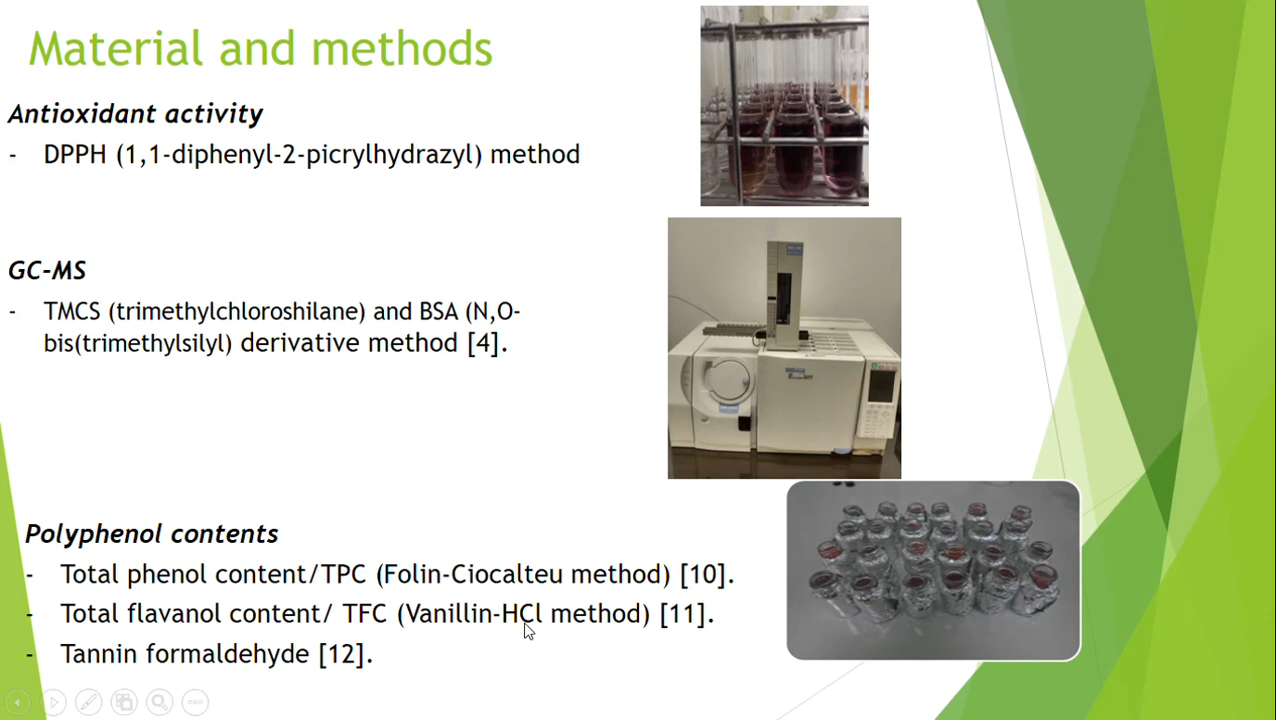 Material and methods
Antioxidant activity
- DPPH (1,1-diphenyl-2-picrylhydrazyl) method
GC-MS
- TMCS (trimethylchloroshilane) and BSA (N,O-
bis(trimethylsilyl) derivative method [4].
Polyphenol contents
- Total phenol content/TPC (Folin-Ciocalteu method) [10].
- Total flavanol content/ TFC (Vanillin-HCl method) [11].
- Tannin formaldehyde [12].